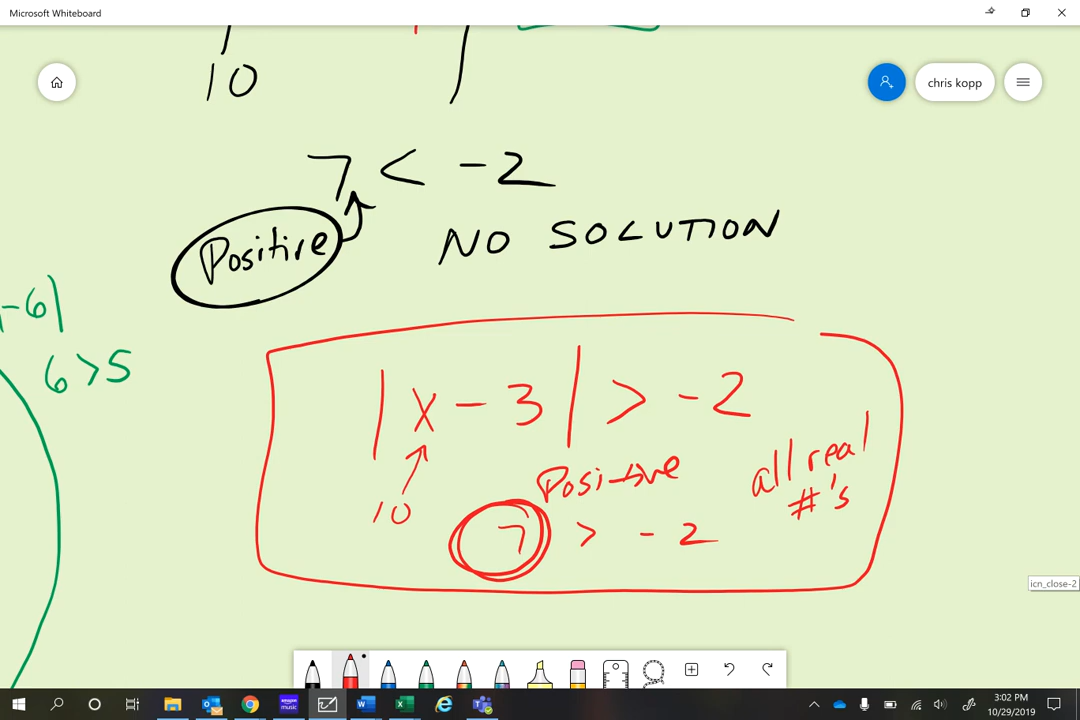 Microsoft Whiteboard
chris kopp
10
7 < -2
Positive
NO SOLUTION
-6|
6>5
|x - 3| > -2
10
Positive
all real
#'s
7 > -2
icn_close-2
3:02 PM
10/29/2019